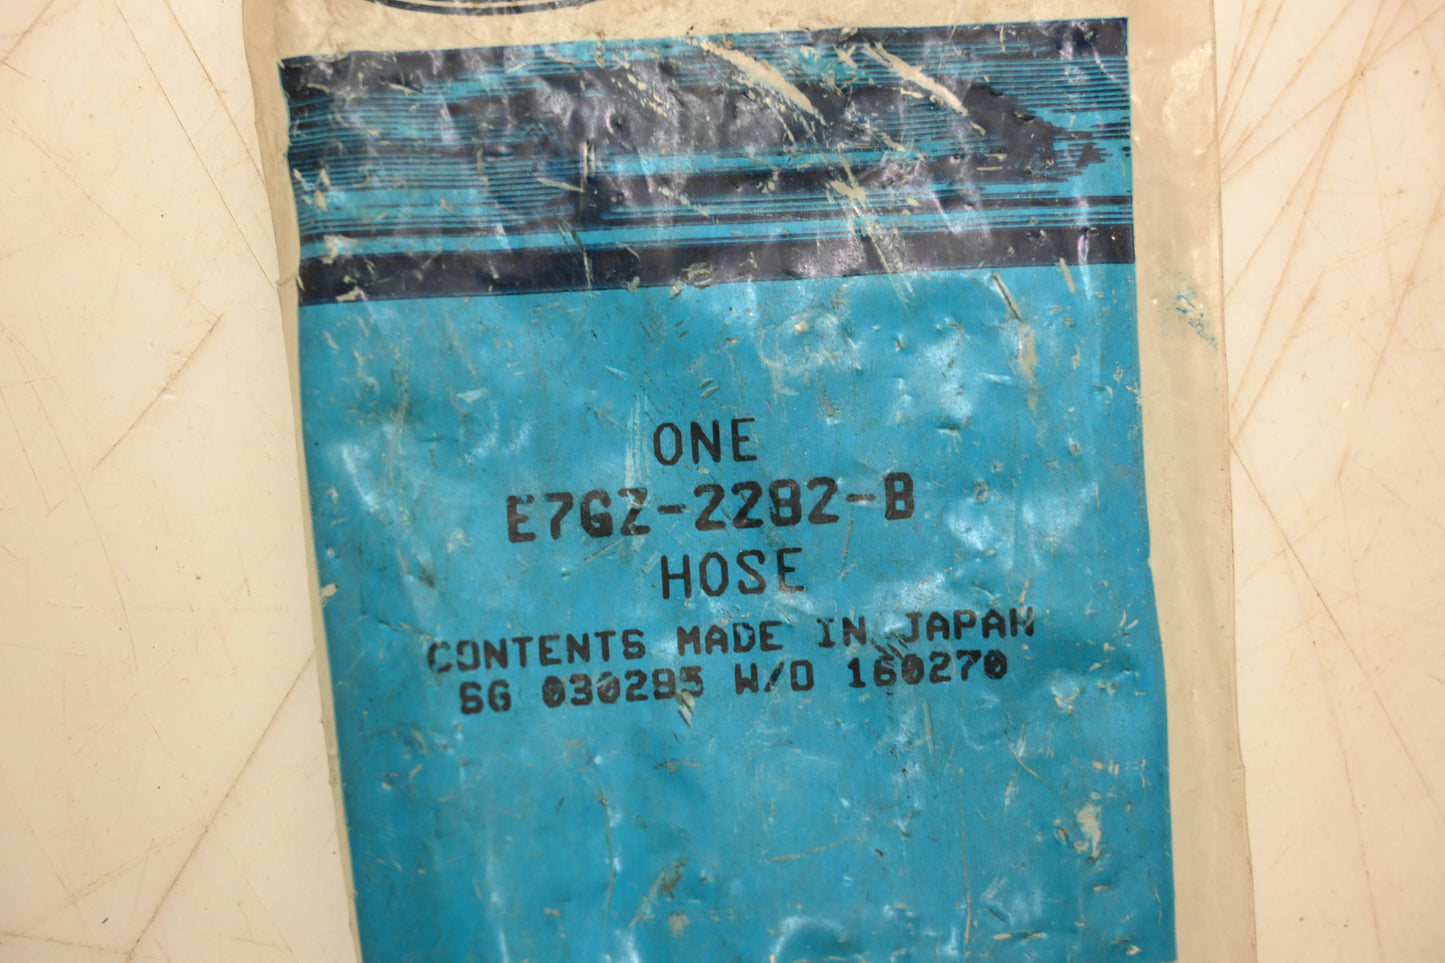 ONE
E7GZ-2282-B
HOSE
CONTENTS MADE IN JAPAN
SG 030285 W/O 160270